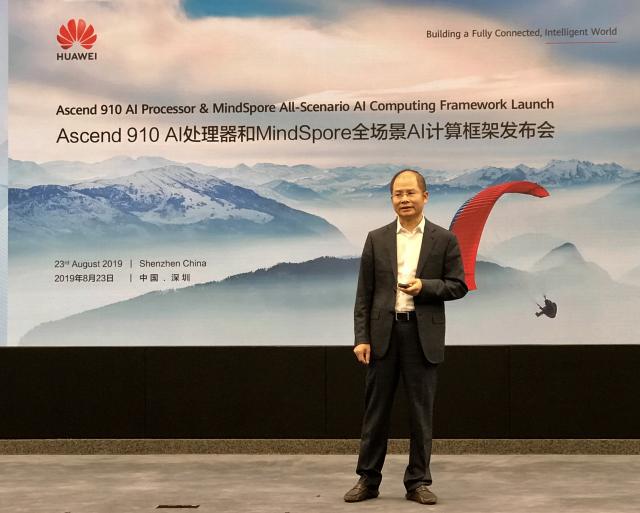 HUAWEI
Building a Fully Connected, Intelligent World
Ascend 910 AI Processor & MindSpore All-Scenario AI Computing Framework Launch
Ascend 910 AI处理器和MindSpore全场景AI计算框架发布会
23rd August 2019 | Shenzhen China
2019年8月23日 | 中国．深圳